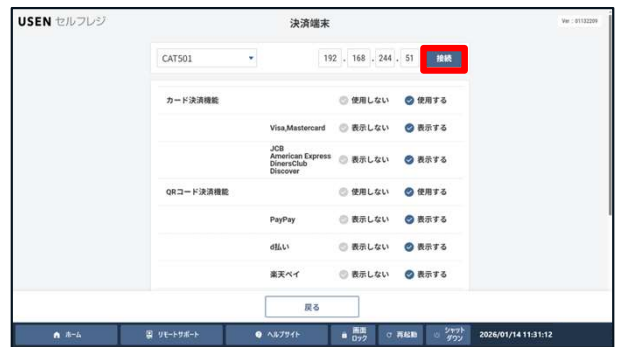 USEN セルフレジ
決済端末
Ver : 01132209
CAT501 192 . 168 . 244 . 51 接続
カード決済機能 使用しない 使用する
Visa,Mastercard 表示しない 表示する
JCB
American Express
DinersClub
Discover
表示しない 表示する
QRコード決済機能 使用しない 使用する
PayPay 表示しない 表示する
d払い 表示しない 表示する
楽天ペイ 表示しない 表示する
戻る
ホーム リモートサポート ヘルプサイト 画面ロック 再起動 シャットダウン 2026/01/14 11:31:12